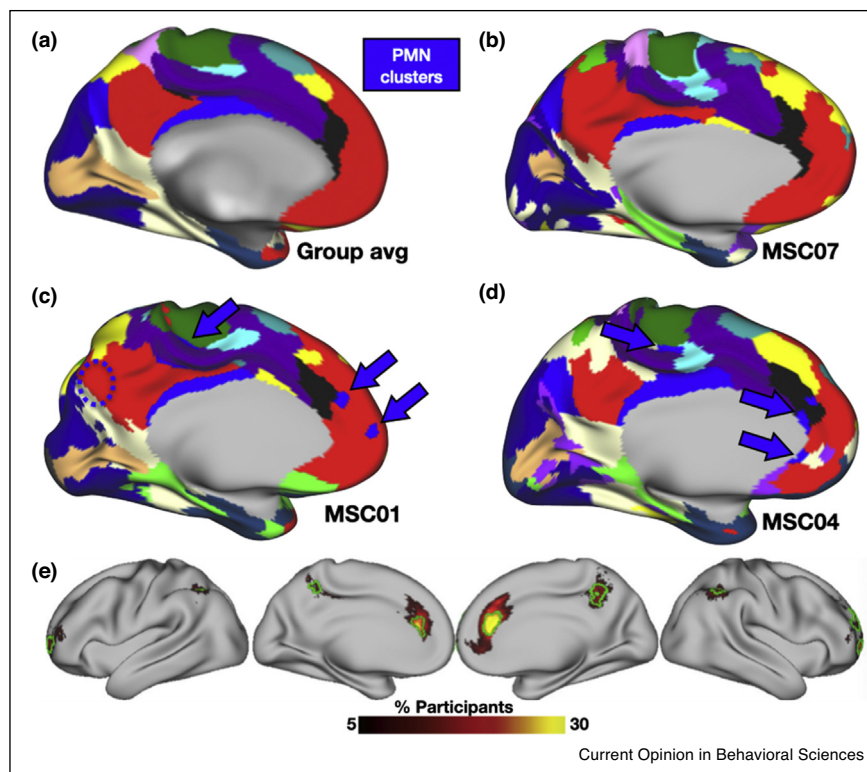 (a)
PMN
clusters
(b)
Group avg
MSC07
(c)
(d)
MSC01
MSC04
(e)
% Participants
5
30
Current Opinion in Behavioral Sciences